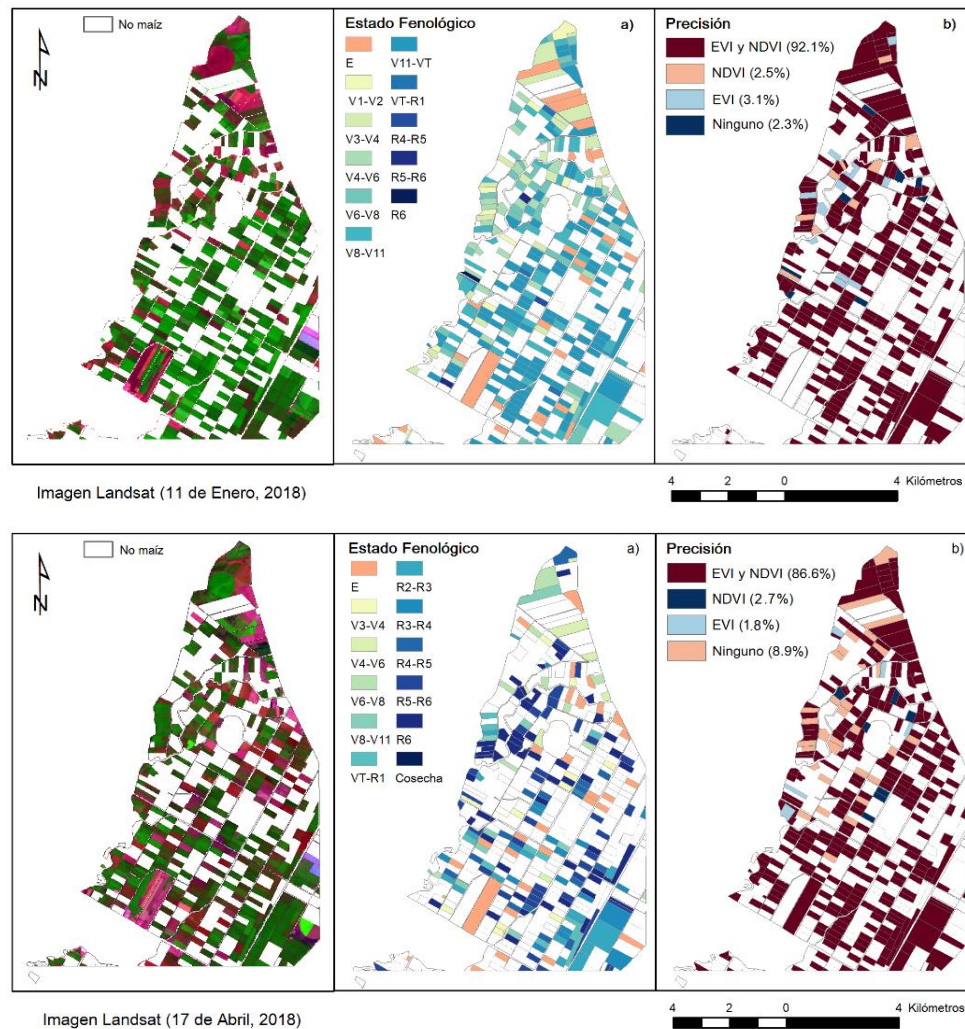 No maíz
N
Estado Fenológico
a)
E V11-VT
V1-V2 VT-R1
V3-V4 R4-R5
V4-V6 R5-R6
V6-V8 R6
V8-V11
Precisión
b)
EVI y NDVI (92.1%)
NDVI (2.5%)
EVI (3.1%)
Ninguno (2.3%)
Imagen Landsat (11 de Enero, 2018)
4 2 0 4 Kilómetros
No maíz
N
Estado Fenológico
a)
E R2-R3
V3-V4 R3-R4
V4-V6 R4-R5
V6-V8 R5-R6
V8-V11 R6
VT-R1 Cosecha
Precisión
b)
EVI y NDVI (86.6%)
NDVI (2.7%)
EVI (1.8%)
Ninguno (8.9%)
Imagen Landsat (17 de Abril, 2018)
4 2 0 4 Kilómetros